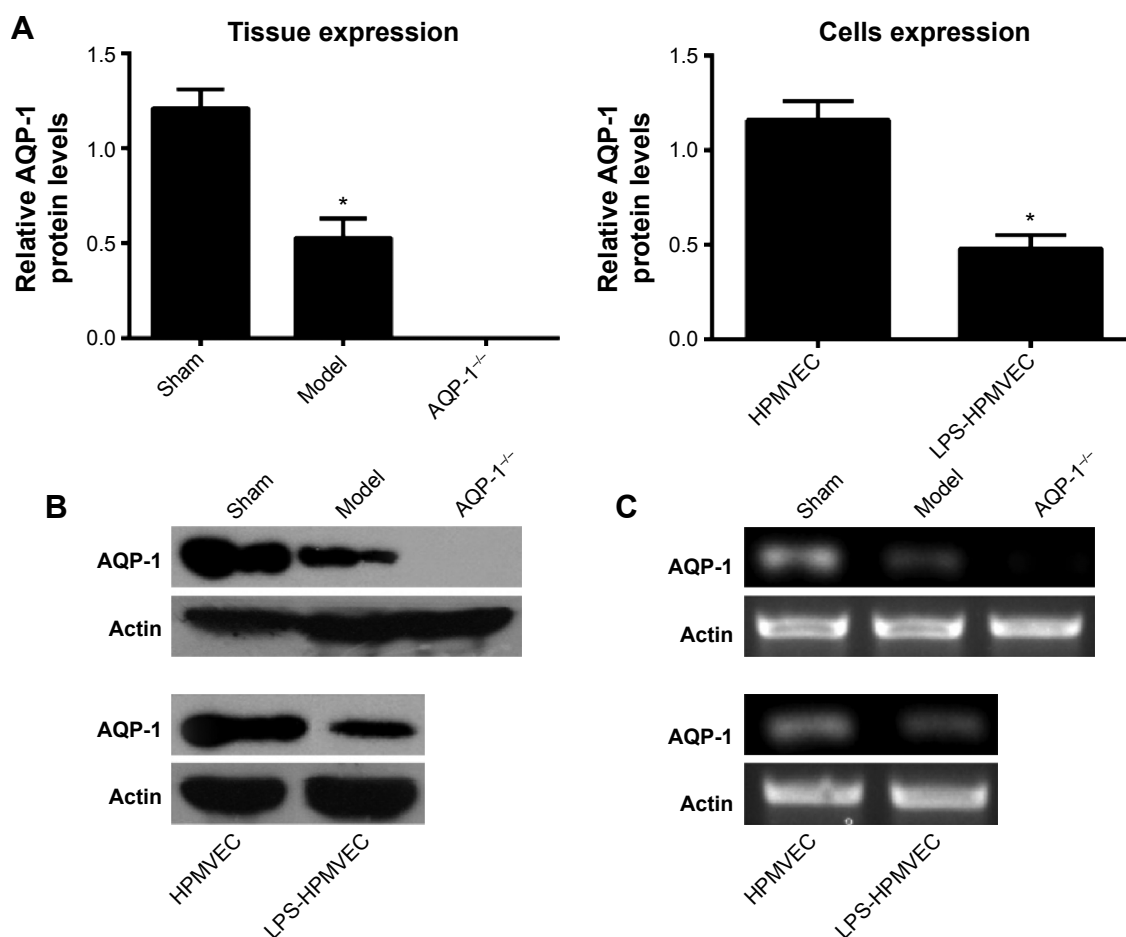 A
Tissue expression
Relative AQP-1
protein levels
1.5
1.0
0.5
0.0
*
Sham
Model
AQP-1⁻/⁻
Cells expression
Relative AQP-1
protein levels
1.5
1.0
0.5
0.0
*
HPMVEC
LPS-HPMVEC
B
Sham
Model
AQP-1⁻/⁻
AQP-1
Actin
AQP-1
Actin
HPMVEC
LPS-HPMVEC
C
Sham
Model
AQP-1⁻/⁻
AQP-1
Actin
AQP-1
Actin
HPMVEC
LPS-HPMVEC